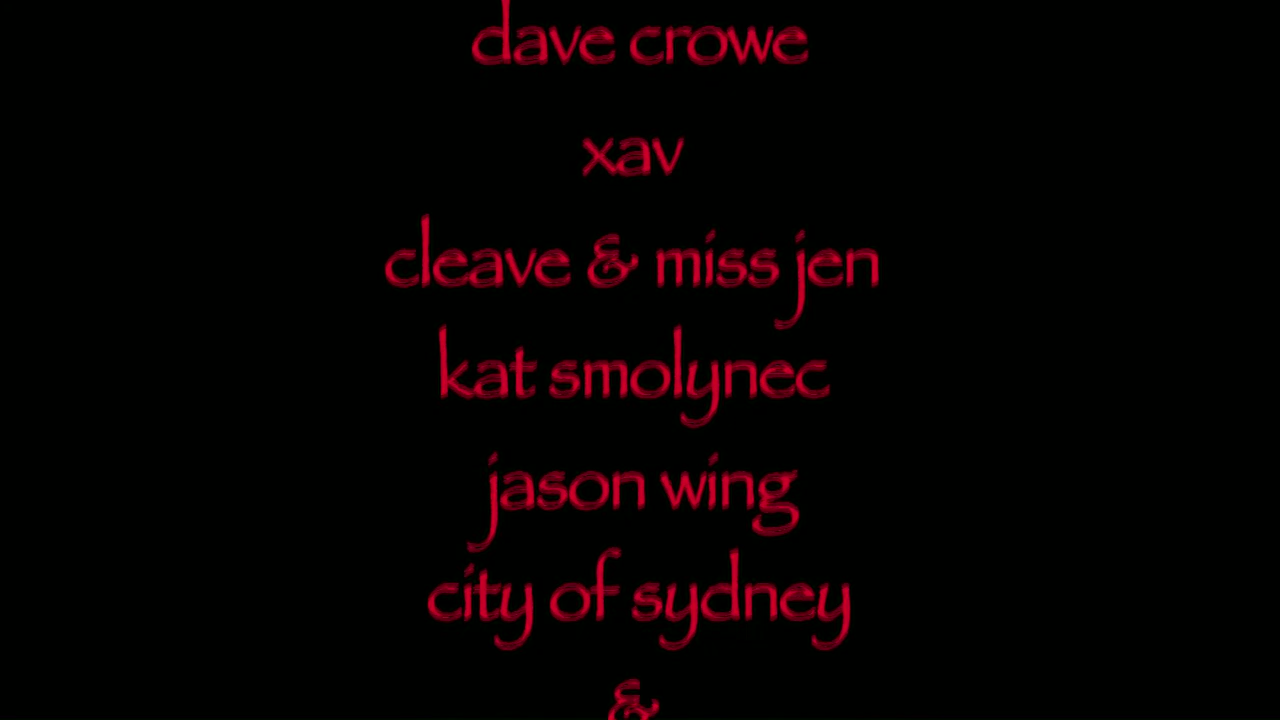 dave crowe
xav
cleave & miss jen
kat smolynec
jason wing
city of sydney
&